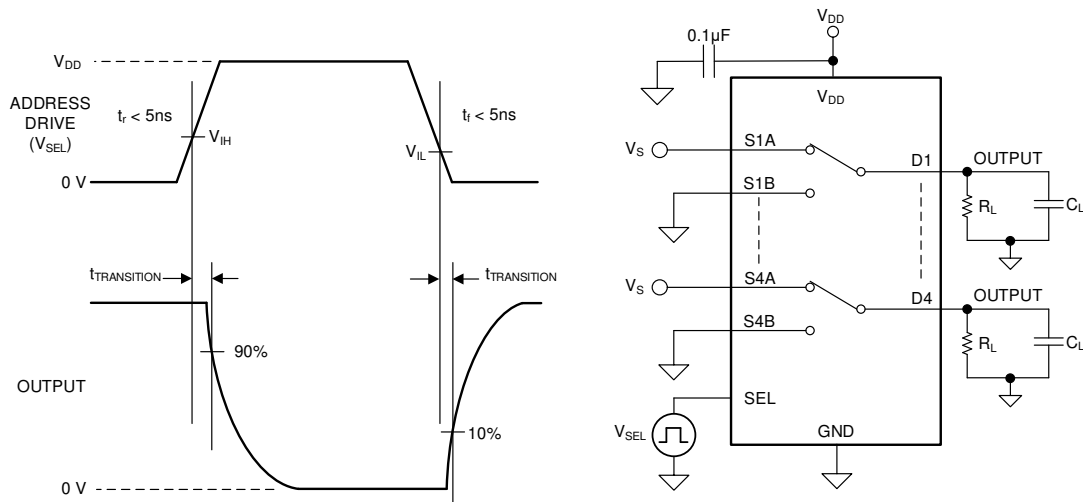 V_DD
ADDRESS
DRIVE
(V_SEL)
t_r < 5ns
V_IH
t_f < 5ns
V_IL
0 V
t_TRANSITION
t_TRANSITION
90%
OUTPUT
10%
0 V
V_DD
0.1µF
V_DD
V_S
S1A
D1
OUTPUT
S1B
R_L
C_L
V_S
S4A
D4
OUTPUT
S4B
R_L
C_L
SEL
V_SEL
GND